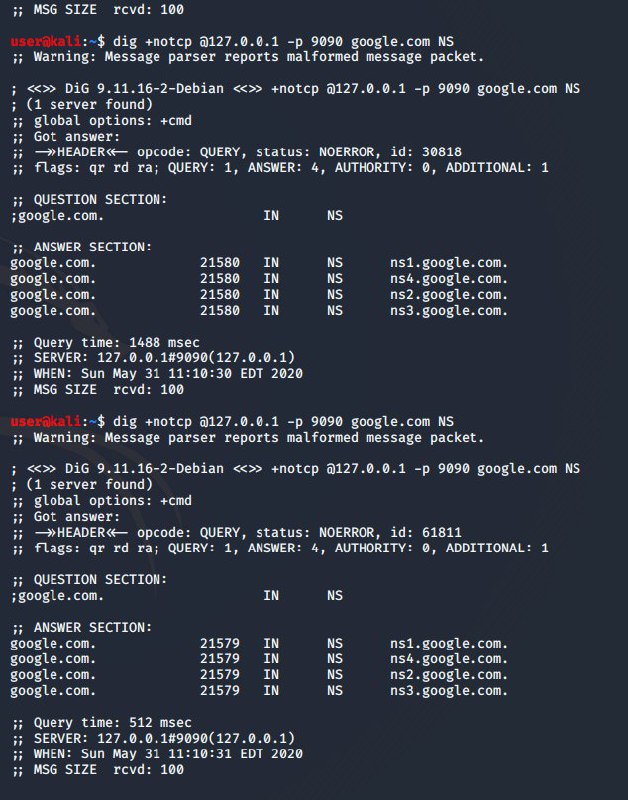 ;; MSG SIZE  rcvd: 100
user@kali:~$ dig +notcp @127.0.0.1 -p 9090 google.com NS
;; Warning: Message parser reports malformed message packet.
; <<>> DiG 9.11.16-2-Debian <<>> +notcp @127.0.0.1 -p 9090 google.com NS
; (1 server found)
;; global options: +cmd
;; Got answer:
;; ->>HEADER<<- opcode: QUERY, status: NOERROR, id: 30818
;; flags: qr rd ra; QUERY: 1, ANSWER: 4, AUTHORITY: 0, ADDITIONAL: 1
;; QUESTION SECTION:
;google.com. IN NS
;; ANSWER SECTION:
google.com. 21580 IN NS ns1.google.com.
google.com. 21580 IN NS ns4.google.com.
google.com. 21580 IN NS ns2.google.com.
google.com. 21580 IN NS ns3.google.com.
;; Query time: 1488 msec
;; SERVER: 127.0.0.1#9090(127.0.0.1)
;; WHEN: Sun May 31 11:10:30 EDT 2020
;; MSG SIZE  rcvd: 100
user@kali:~$ dig +notcp @127.0.0.1 -p 9090 google.com NS
;; Warning: Message parser reports malformed message packet.
; <<>> DiG 9.11.16-2-Debian <<>> +notcp @127.0.0.1 -p 9090 google.com NS
; (1 server found)
;; global options: +cmd
;; Got answer:
;; ->>HEADER<<- opcode: QUERY, status: NOERROR, id: 61811
;; flags: qr rd ra; QUERY: 1, ANSWER: 4, AUTHORITY: 0, ADDITIONAL: 1
;; QUESTION SECTION:
;google.com. IN NS
;; ANSWER SECTION:
google.com. 21579 IN NS ns1.google.com.
google.com. 21579 IN NS ns4.google.com.
google.com. 21579 IN NS ns2.google.com.
google.com. 21579 IN NS ns3.google.com.
;; Query time: 512 msec
;; SERVER: 127.0.0.1#9090(127.0.0.1)
;; WHEN: Sun May 31 11:10:31 EDT 2020
;; MSG SIZE  rcvd: 100